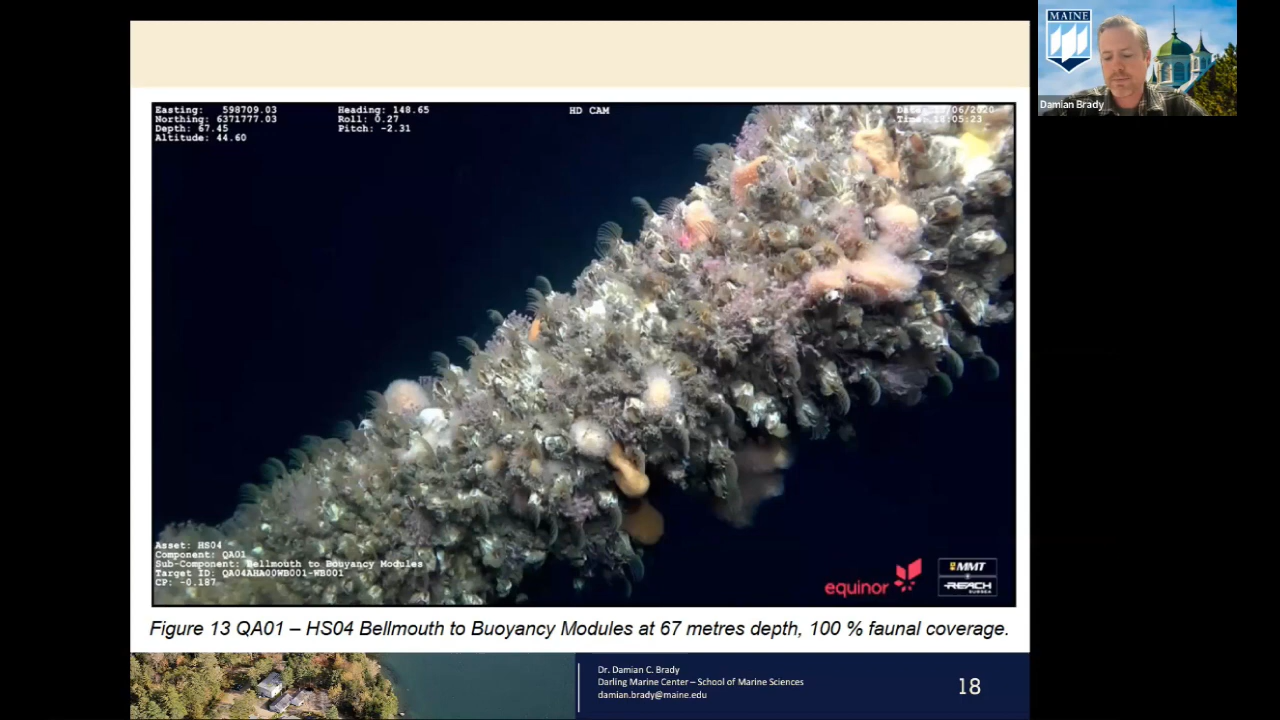 MAINE
Damian Brady
Easting: 598709.03
Northing: 6371777.03
Depth: 67.45
Altitude: 44.60
Heading: 148.65
Roll: 0.27
Pitch: -2.31
HD CAM
Asset: HS04
Component: QA01
Sub-Component: Bellmouth to Bouyancy Modules
Target ID: QA04AHA00WB001-WB001
CP: -0.187
equinor
MMT
REACH
SUBSEA
Figure 13 QA01 – HS04 Bellmouth to Buoyancy Modules at 67 metres depth, 100 % faunal coverage.
Dr. Damian C. Brady
Darling Marine Center – School of Marine Sciences
damian.brady@maine.edu
18